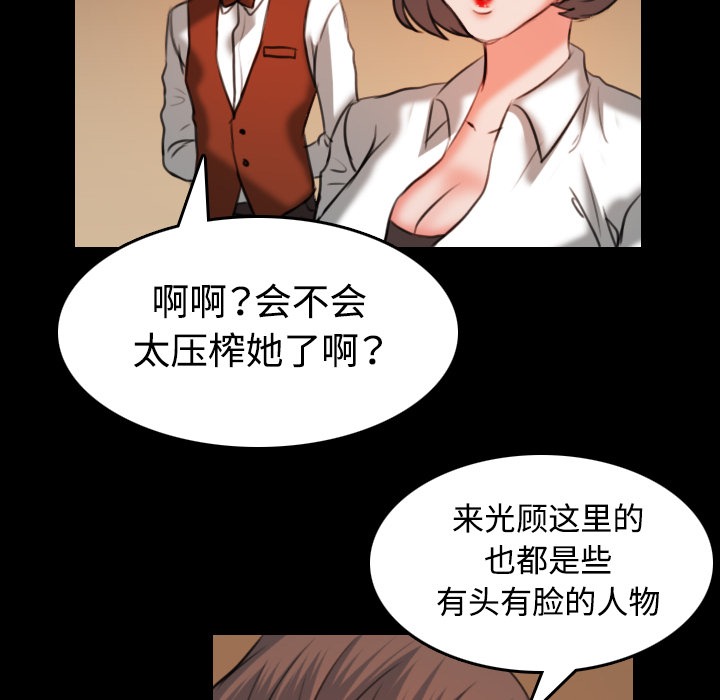 啊啊？会不会
太压榨她了啊？
来光顾这里的
也都是些
有头有脸的人物